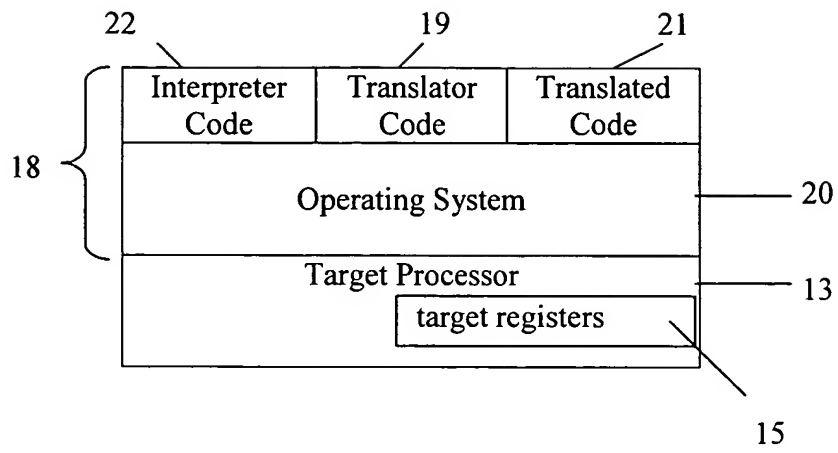 22 19 21
Interpreter Translator Translated
Code Code Code
18
Operating System 20
Target Processor 13
target registers
15